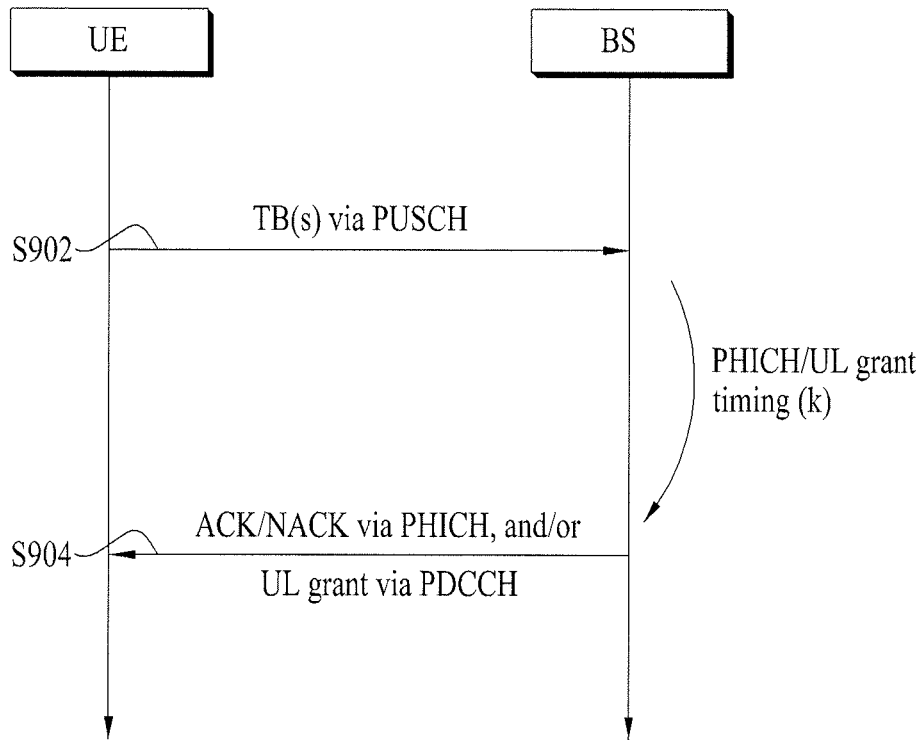 UE
BS
TB(s) via PUSCH
S902
PHICH/UL grant
timing (k)
ACK/NACK via PHICH, and/or
S904
UL grant via PDCCH